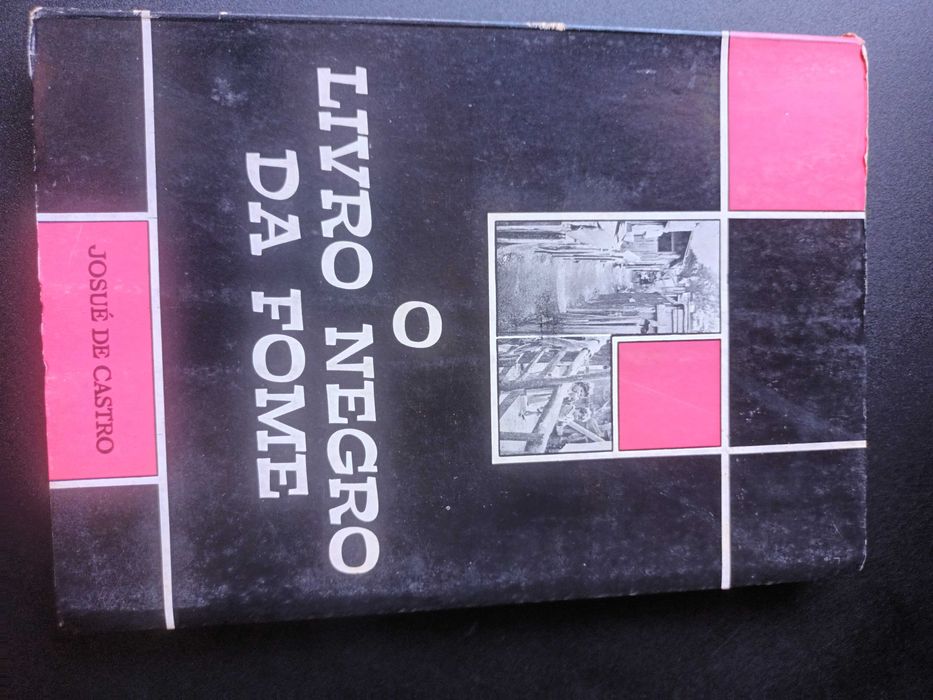 O
LIVRO NEGRO
DA FOME
JOSUÉ DE CASTRO